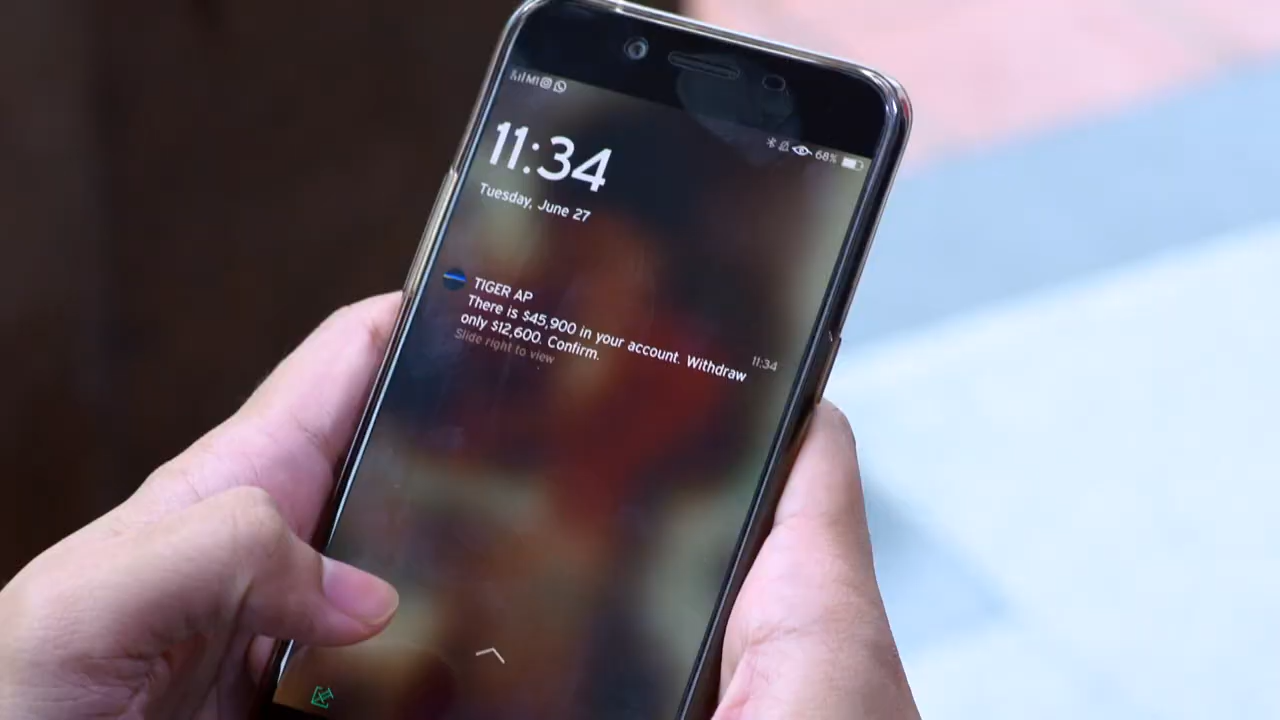 M1
68%
11:34
Tuesday, June 27
TIGER AP
There is $45,900 in your account. Withdraw
only $12,600. Confirm.
11:34
Slide right to view